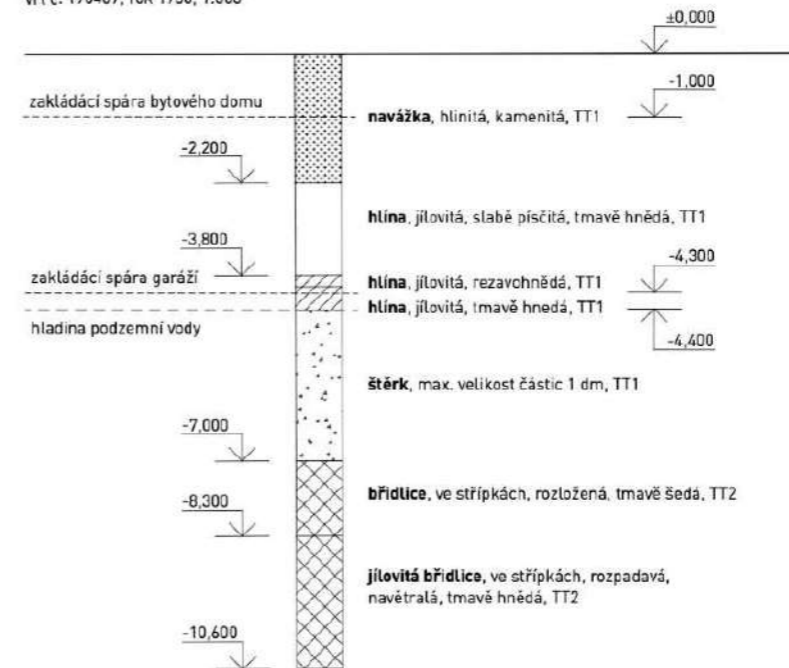 ±0,000
-1,000
zakládácí spára bytového domu
navážka, hlinitá, kamenitá, TT1
-2,200
hlína, jílovitá, slabě písčitá, tmavě hnědá, TT1
-3,800
-4,300
zakládácí spára garáží
hlína, jílovitá, rezavohnědá, TT1
hlína, jílovitá, tmavě hnedá, TT1
hladina podzemní vody
-4,400
štěrk, max. velikost částic 1 dm, TT1
-7,000
břidlice, ve střípkách, rozložená, tmavě šedá, TT2
-8,300
jílovitá břidlice, ve střípkách, rozpadavá,
navětralá, tmavě hnědá, TT2
-10,600